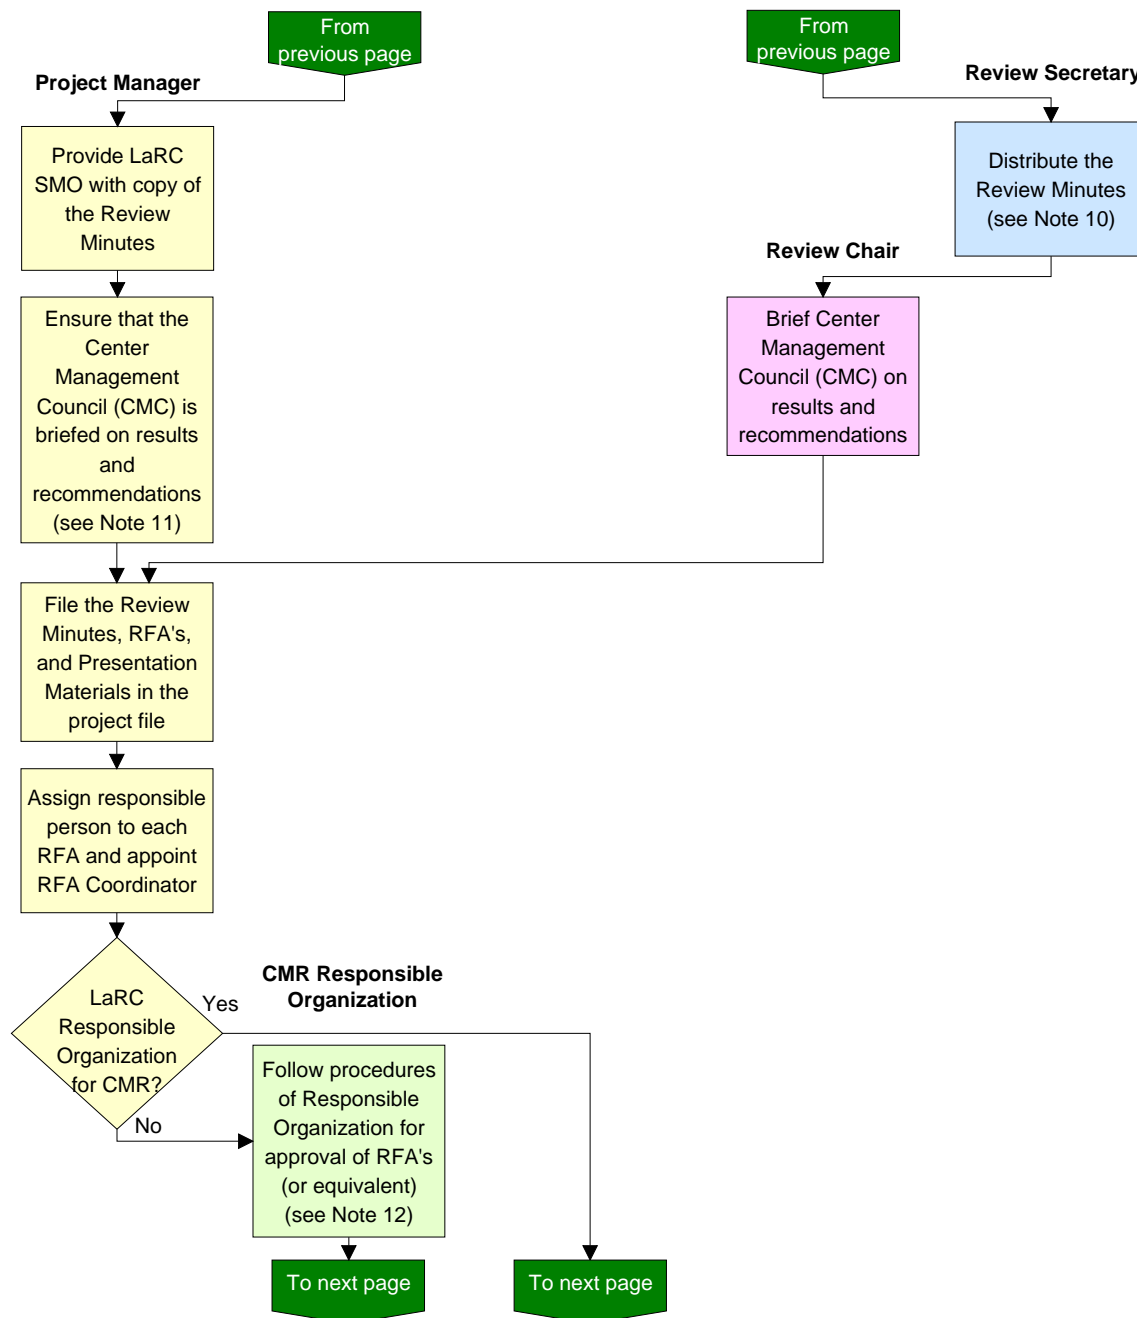 From
previous page
From
previous page
Project Manager
Review Secretary
Provide LaRC
SMO with copy of
the Review
Minutes
Distribute the
Review Minutes
(see Note 10)
Review Chair
Ensure that the
Center
Management
Council (CMC) is
briefed on results
and
recommendations
(see Note 11)
Brief Center
Management
Council (CMC) on
results and
recommendations
File the Review
Minutes, RFA's,
and Presentation
Materials in the
project file
Assign responsible
person to each
RFA and appoint
RFA Coordinator
LaRC
Responsible
Organization
for CMR?
Yes
No
CMR Responsible
Organization
Follow procedures
of Responsible
Organization for
approval of RFA's
(or equivalent)
(see Note 12)
To next page
To next page